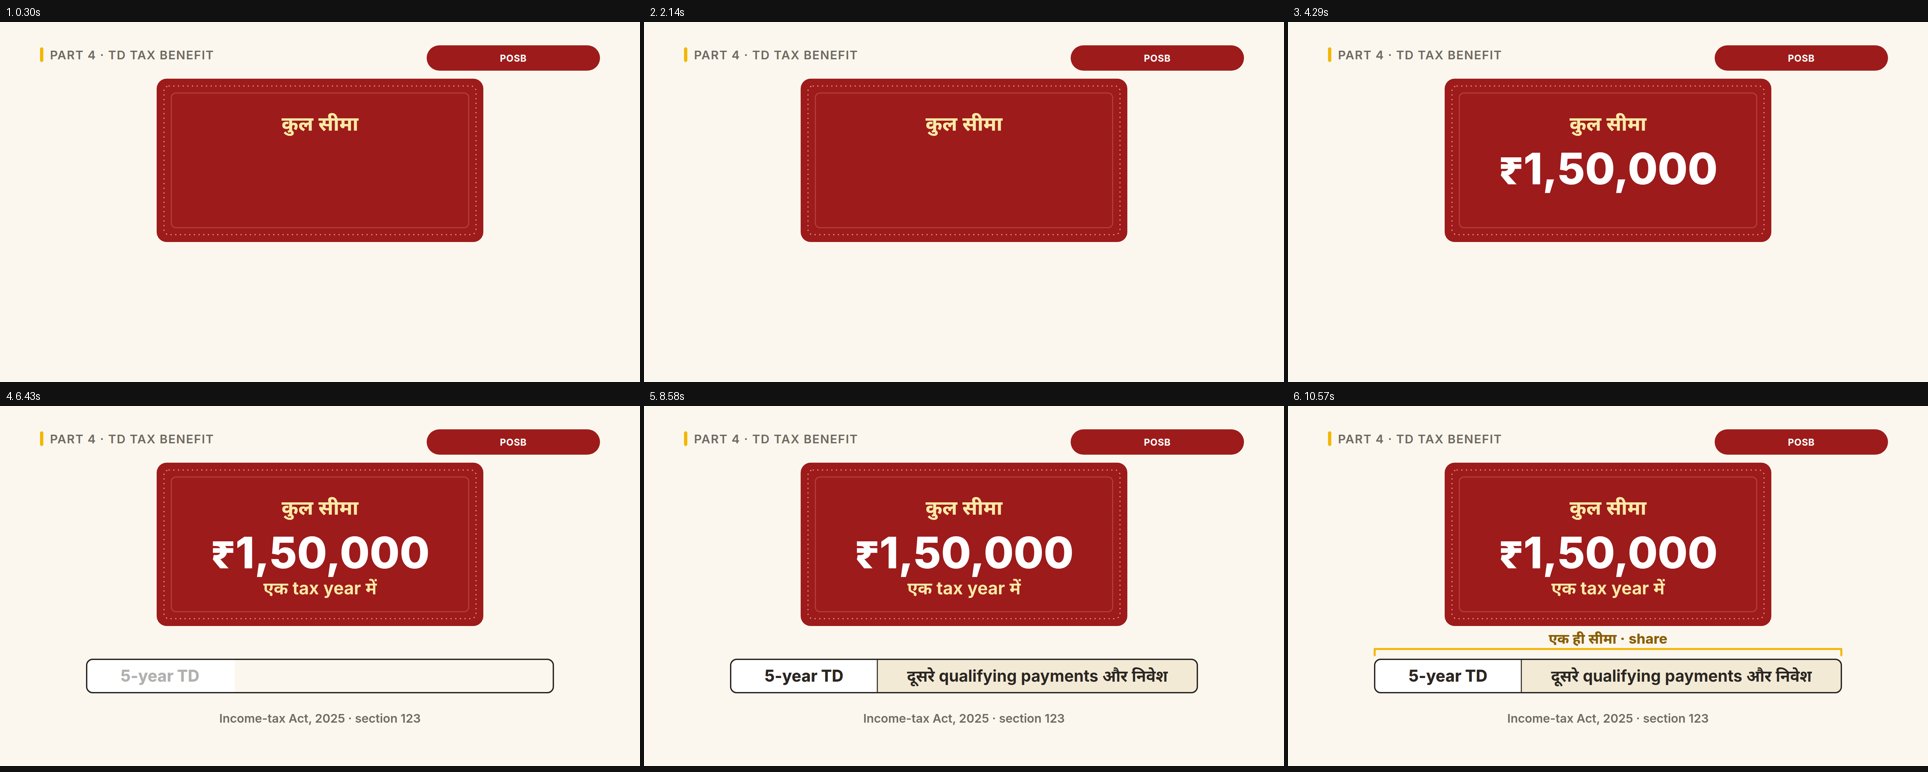 1. 0.30s
PART 4 · TD TAX BENEFIT
POSB
कुल सीमा
2. 2.14s
PART 4 · TD TAX BENEFIT
POSB
कुल सीमा
3. 4.29s
PART 4 · TD TAX BENEFIT
POSB
कुल सीमा
₹1,50,000
4. 6.43s
PART 4 · TD TAX BENEFIT
POSB
कुल सीमा
₹1,50,000
एक tax year में
5-year TD
Income-tax Act, 2025 · section 123
5. 8.58s
PART 4 · TD TAX BENEFIT
POSB
कुल सीमा
₹1,50,000
एक tax year में
5-year TD
दूसरे qualifying payments और निवेश
Income-tax Act, 2025 · section 123
6. 10.57s
PART 4 · TD TAX BENEFIT
POSB
कुल सीमा
₹1,50,000
एक tax year में
एक ही सीमा · share
5-year TD
दूसरे qualifying payments और निवेश
Income-tax Act, 2025 · section 123